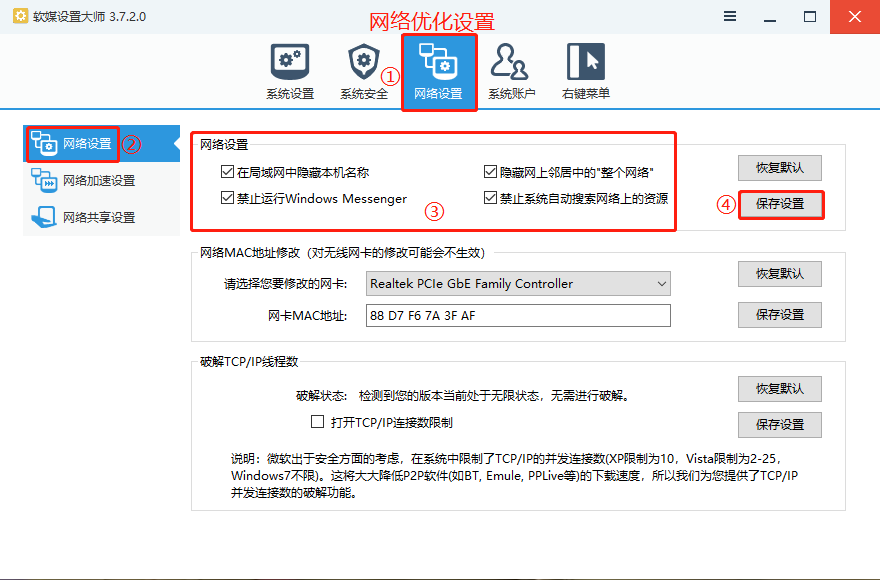 软媒设置大师 3.7.2.0
网络优化设置
①
系统设置 系统安全 网络设置 系统账户 右键菜单
网络设置 ②
网络加速设置
网络共享设置
网络设置
在局域网中隐藏本机名称 隐藏网上邻居中的"整个网络"
禁止运行Windows Messenger 禁止系统自动搜索网络上的资源
③
恢复默认
④ 保存设置
网络MAC地址修改（对无线网卡的修改可能会不生效）
请选择您要修改的网卡: Realtek PCIe GbE Family Controller
网卡MAC地址: 88 D7 F6 7A 3F AF
恢复默认
保存设置
破解TCP/IP线程数
破解状态: 检测到您的版本当前处于无限状态，无需进行破解。
打开TCP/IP连接数限制
恢复默认
保存设置
说明：微软出于安全方面的考虑，在系统中限制了TCP/IP的并发连接数(XP限制为10，Vista限制为2-25，
Windows7不限)。这将大大降低P2P软件(如BT, Emule, PPLive等)的下载速度，所以我们为您提供了TCP/IP
并发连接数的破解功能。